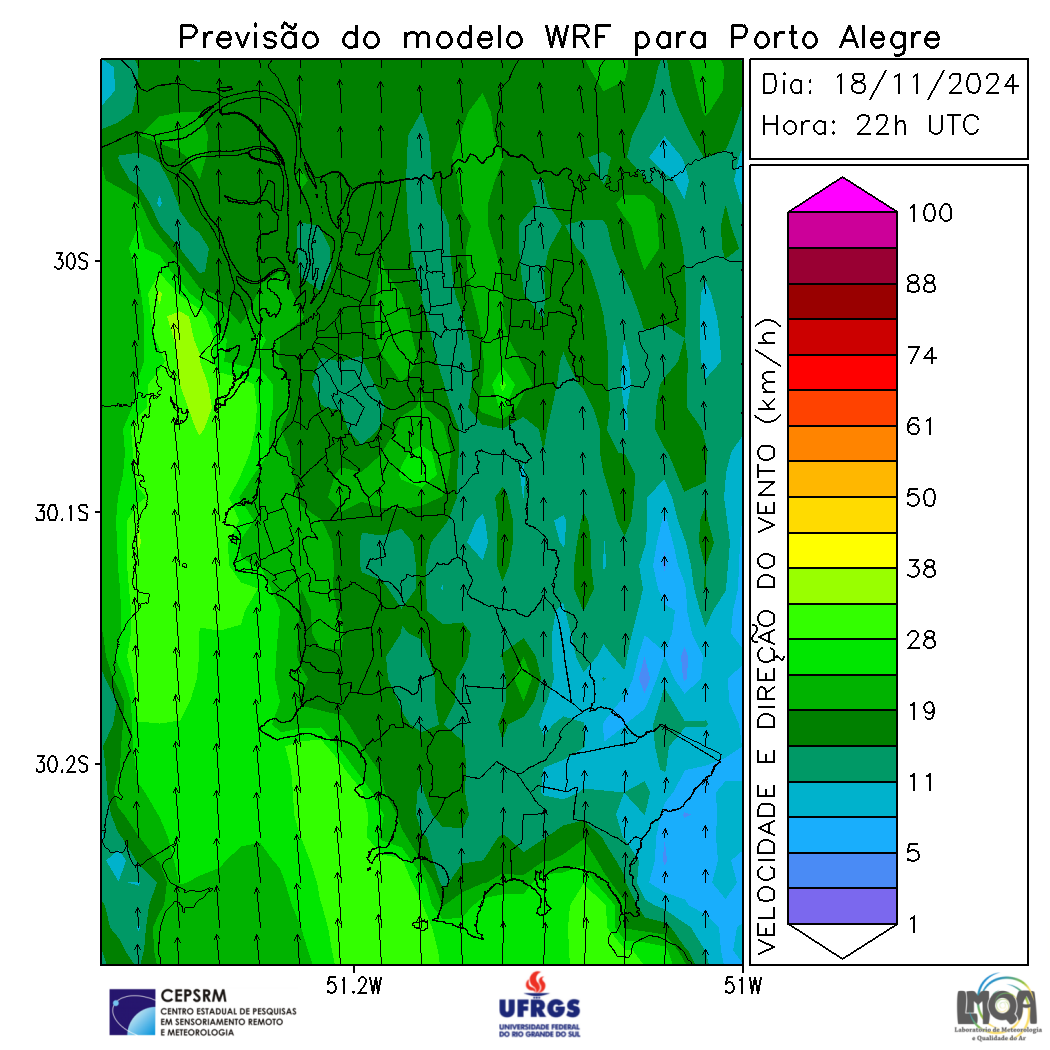 Previsão do modelo WRF para Porto Alegre
Dia: 18/11/2024
Hora: 22h UTC
30S
30.1S
30.2S
51.2W
51W
VELOCIDADE E DIREÇÃO DO VENTO (km/h)
100
88
74
61
50
38
28
19
11
5
1
CEPSRM
CENTRO ESTADUAL DE PESQUISAS
EM SENSORIAMENTO REMOTO
E METEOROLOGIA
UFRGS
UNIVERSIDADE FEDERAL
DO RIO GRANDE DO SUL
LMQA
Laboratório de Meteorologia
e Qualidade do Ar